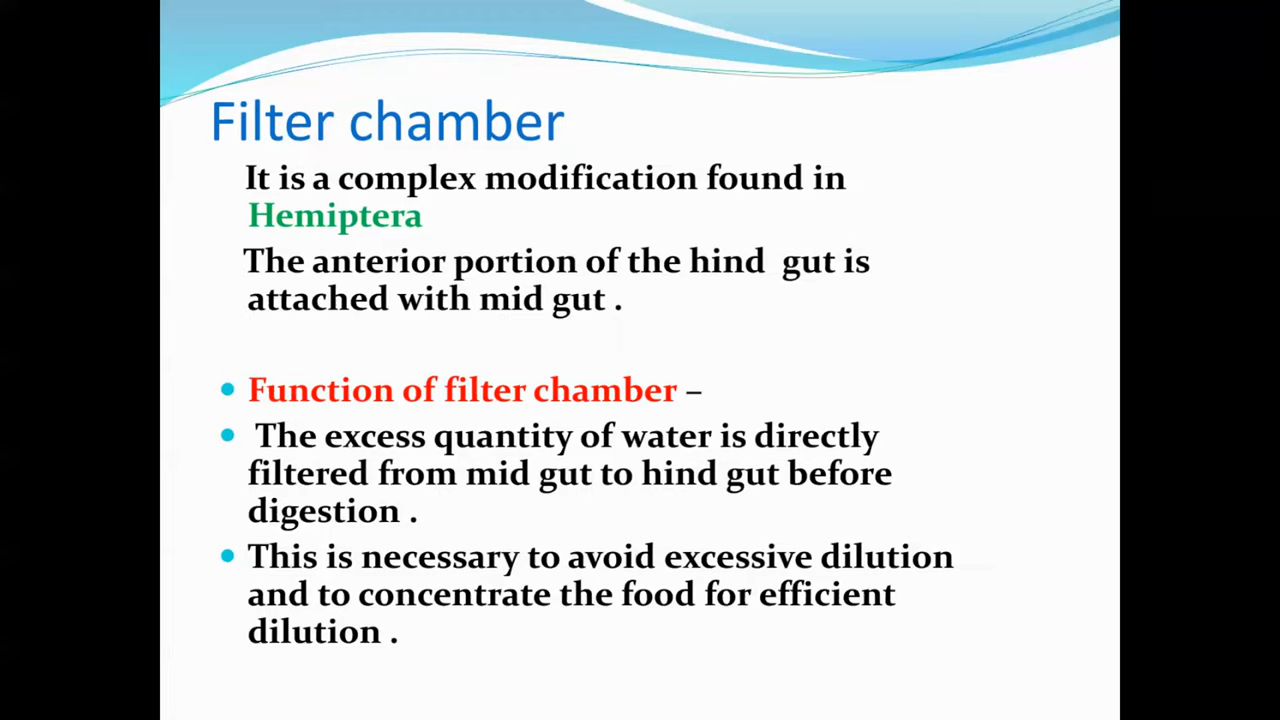 Filter chamber
It is a complex modification found in
Hemiptera
The anterior portion of the hind gut is
attached with mid gut .
• Function of filter chamber –
• The excess quantity of water is directly
filtered from mid gut to hind gut before
digestion .
• This is necessary to avoid excessive dilution
and to concentrate the food for efficient
dilution .